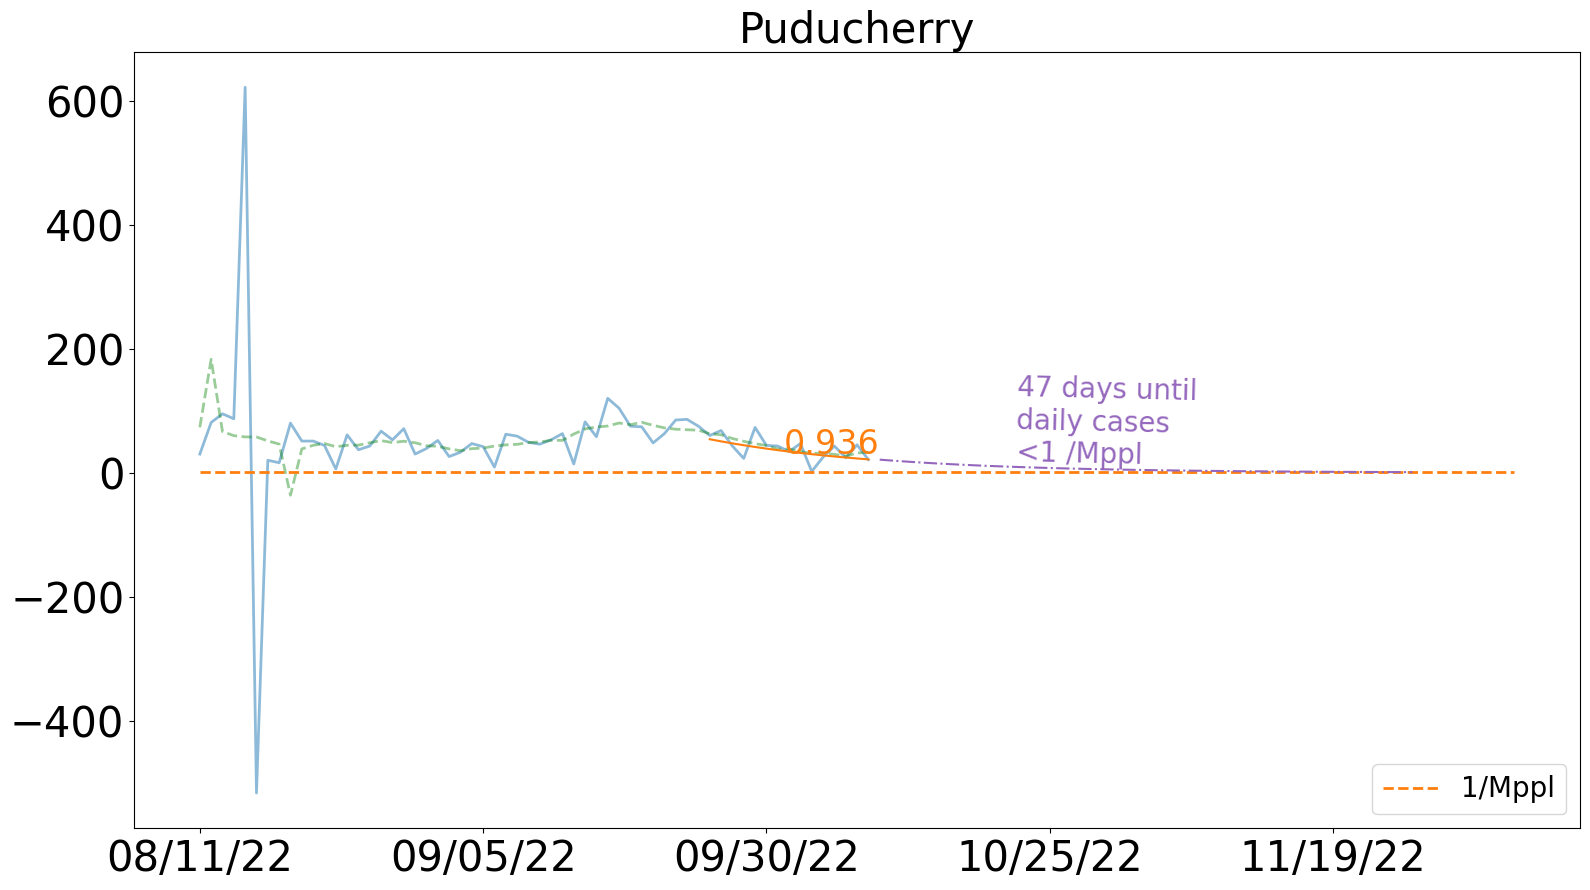 Puducherry
600
400
200
0
−200
−400
0.936
47 days until
daily cases
<1 /Mppl
1/Mppl
08/11/22
09/05/22
09/30/22
10/25/22
11/19/22